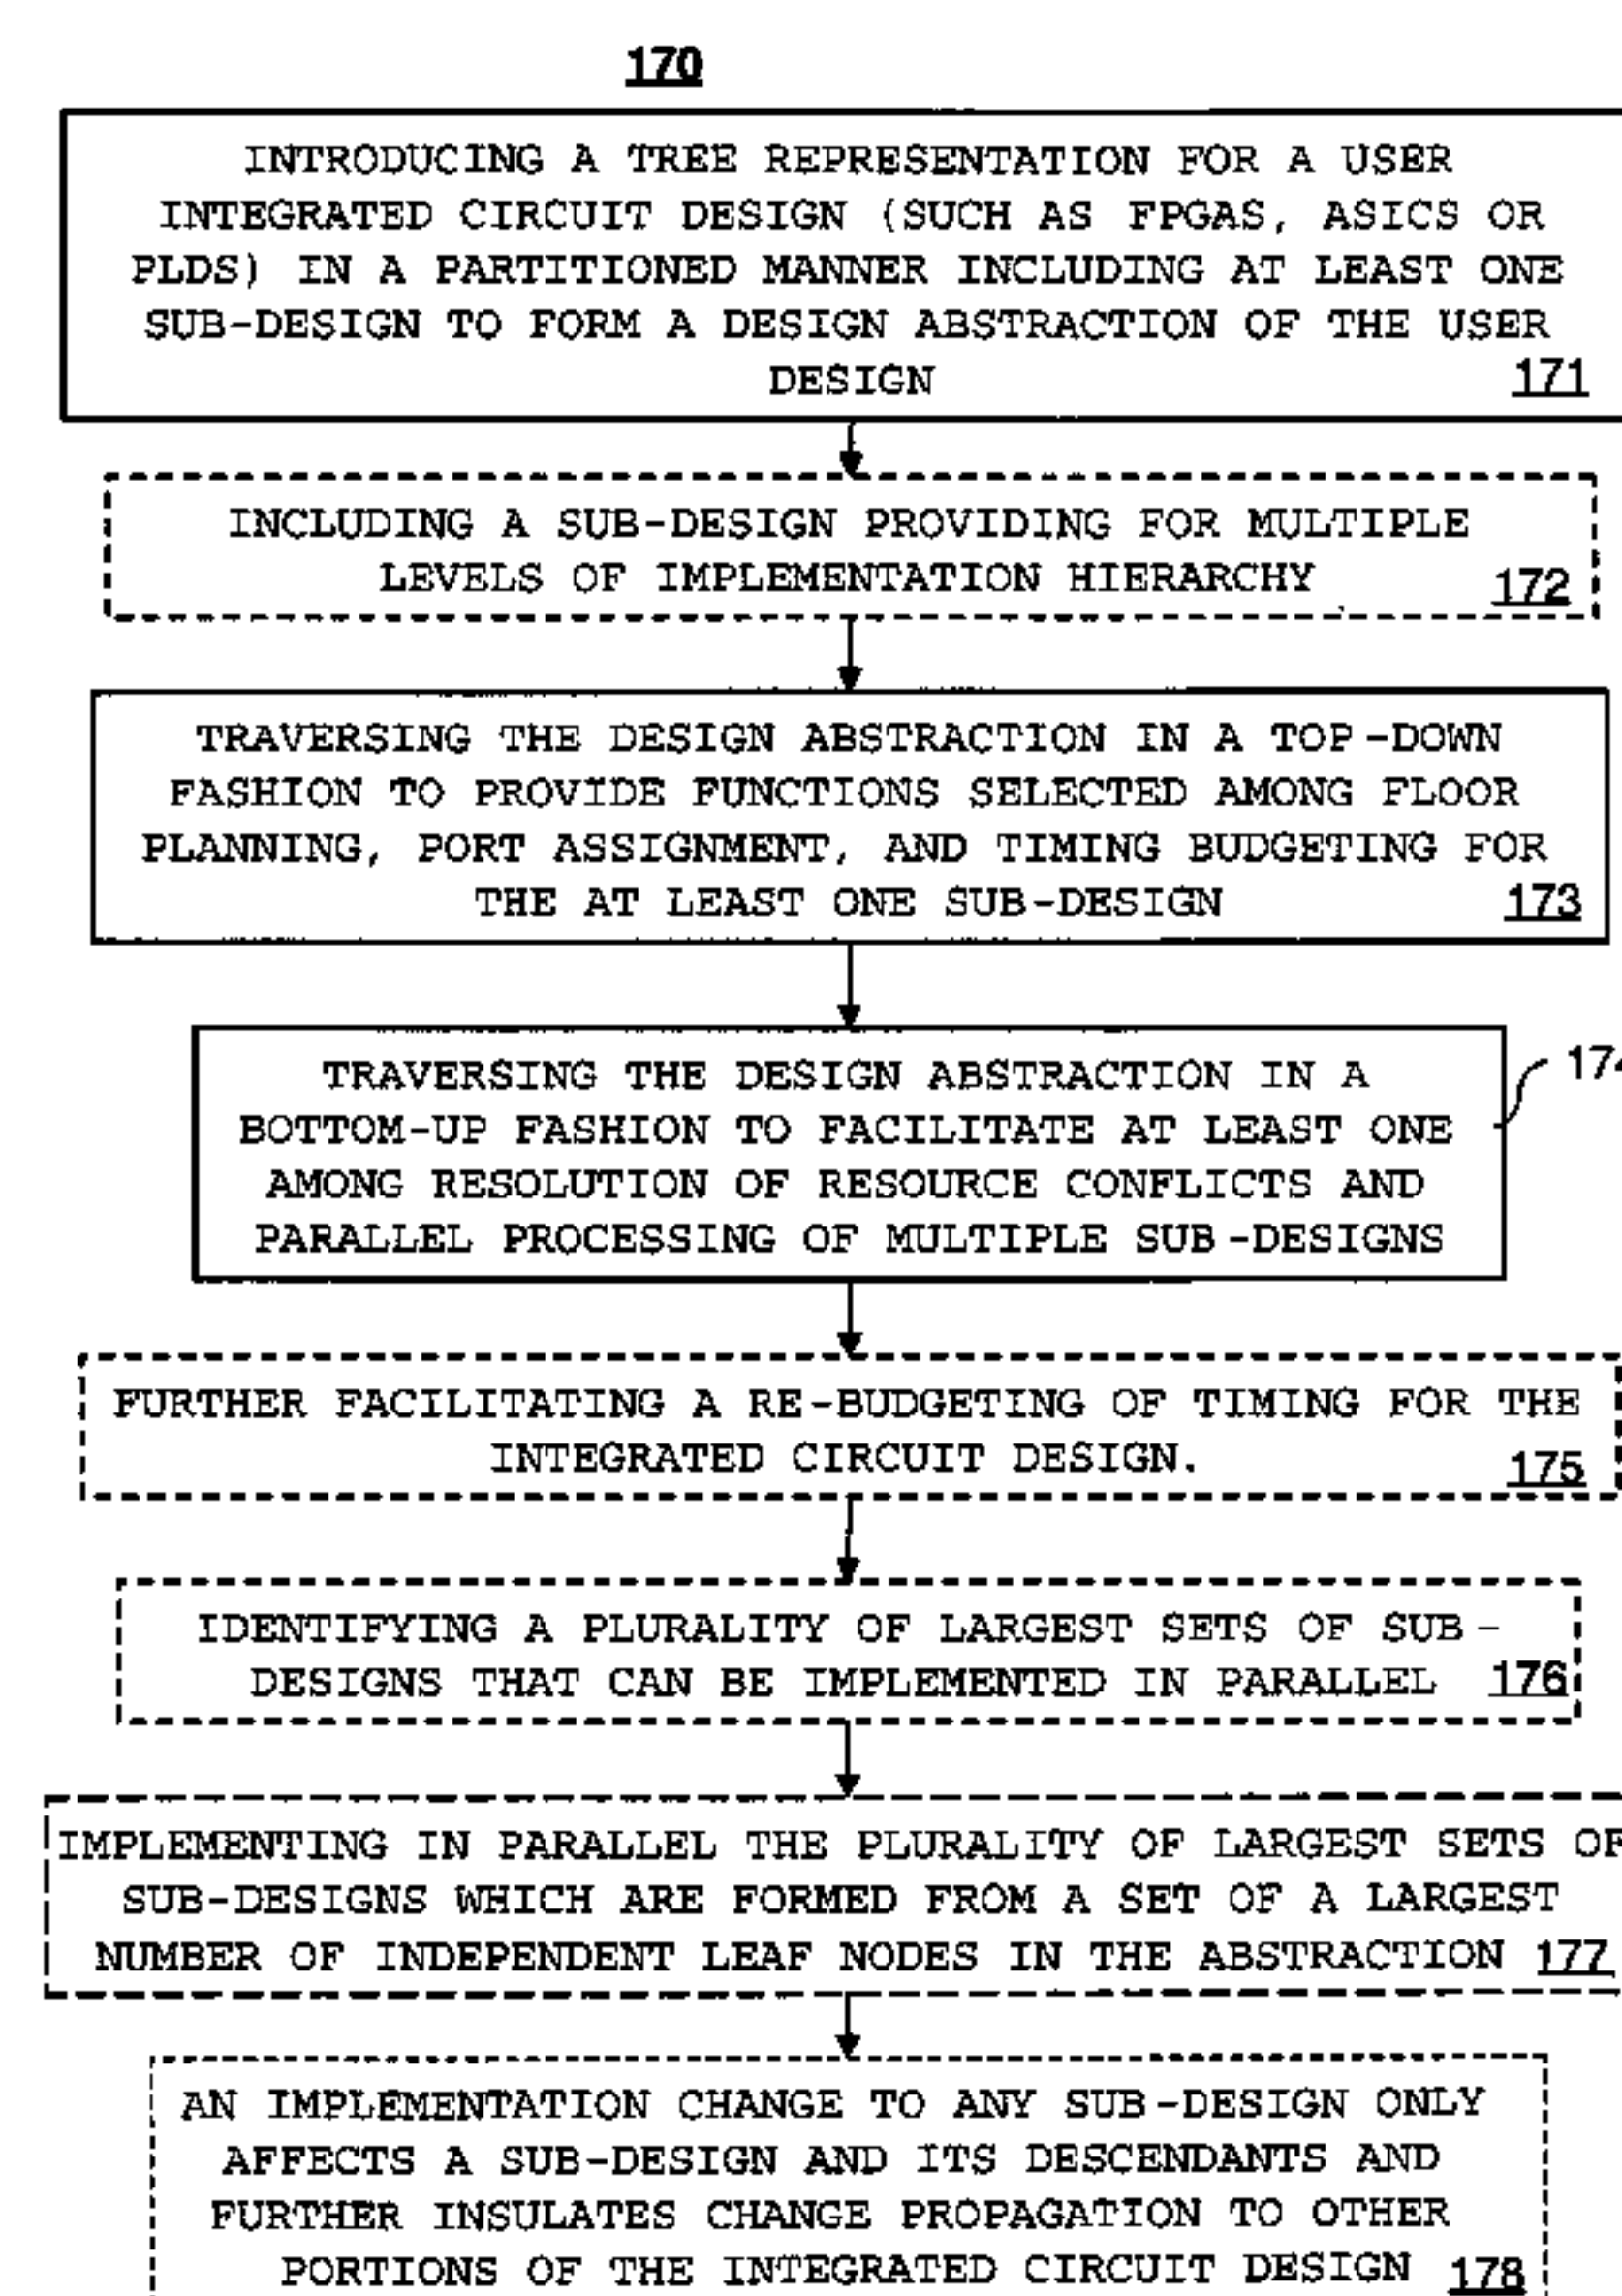 170
INTRODUCING A TREE REPRESENTATION FOR A USER
INTEGRATED CIRCUIT DESIGN (SUCH AS FPGAS, ASICS OR
PLDS) IN A PARTITIONED MANNER INCLUDING AT LEAST ONE
SUB-DESIGN TO FORM A DESIGN ABSTRACTION OF THE USER
DESIGN 171
INCLUDING A SUB-DESIGN PROVIDING FOR MULTIPLE
LEVELS OF IMPLEMENTATION HIERARCHY 172
TRAVERSING THE DESIGN ABSTRACTION IN A TOP-DOWN
FASHION TO PROVIDE FUNCTIONS SELECTED AMONG FLOOR
PLANNING, PORT ASSIGNMENT, AND TIMING BUDGETING FOR
THE AT LEAST ONE SUB-DESIGN 173
174
TRAVERSING THE DESIGN ABSTRACTION IN A
BOTTOM-UP FASHION TO FACILITATE AT LEAST ONE
AMONG RESOLUTION OF RESOURCE CONFLICTS AND
PARALLEL PROCESSING OF MULTIPLE SUB-DESIGNS
FURTHER FACILITATING A RE-BUDGETING OF TIMING FOR THE
INTEGRATED CIRCUIT DESIGN. 175
IDENTIFYING A PLURALITY OF LARGEST SETS OF SUB-
DESIGNS THAT CAN BE IMPLEMENTED IN PARALLEL 176
IMPLEMENTING IN PARALLEL THE PLURALITY OF LARGEST SETS OF
SUB-DESIGNS WHICH ARE FORMED FROM A SET OF A LARGEST
NUMBER OF INDEPENDENT LEAF NODES IN THE ABSTRACTION 177
AN IMPLEMENTATION CHANGE TO ANY SUB-DESIGN ONLY
AFFECTS A SUB-DESIGN AND ITS DESCENDANTS AND
FURTHER INSULATES CHANGE PROPAGATION TO OTHER
PORTIONS OF THE INTEGRATED CIRCUIT DESIGN 178